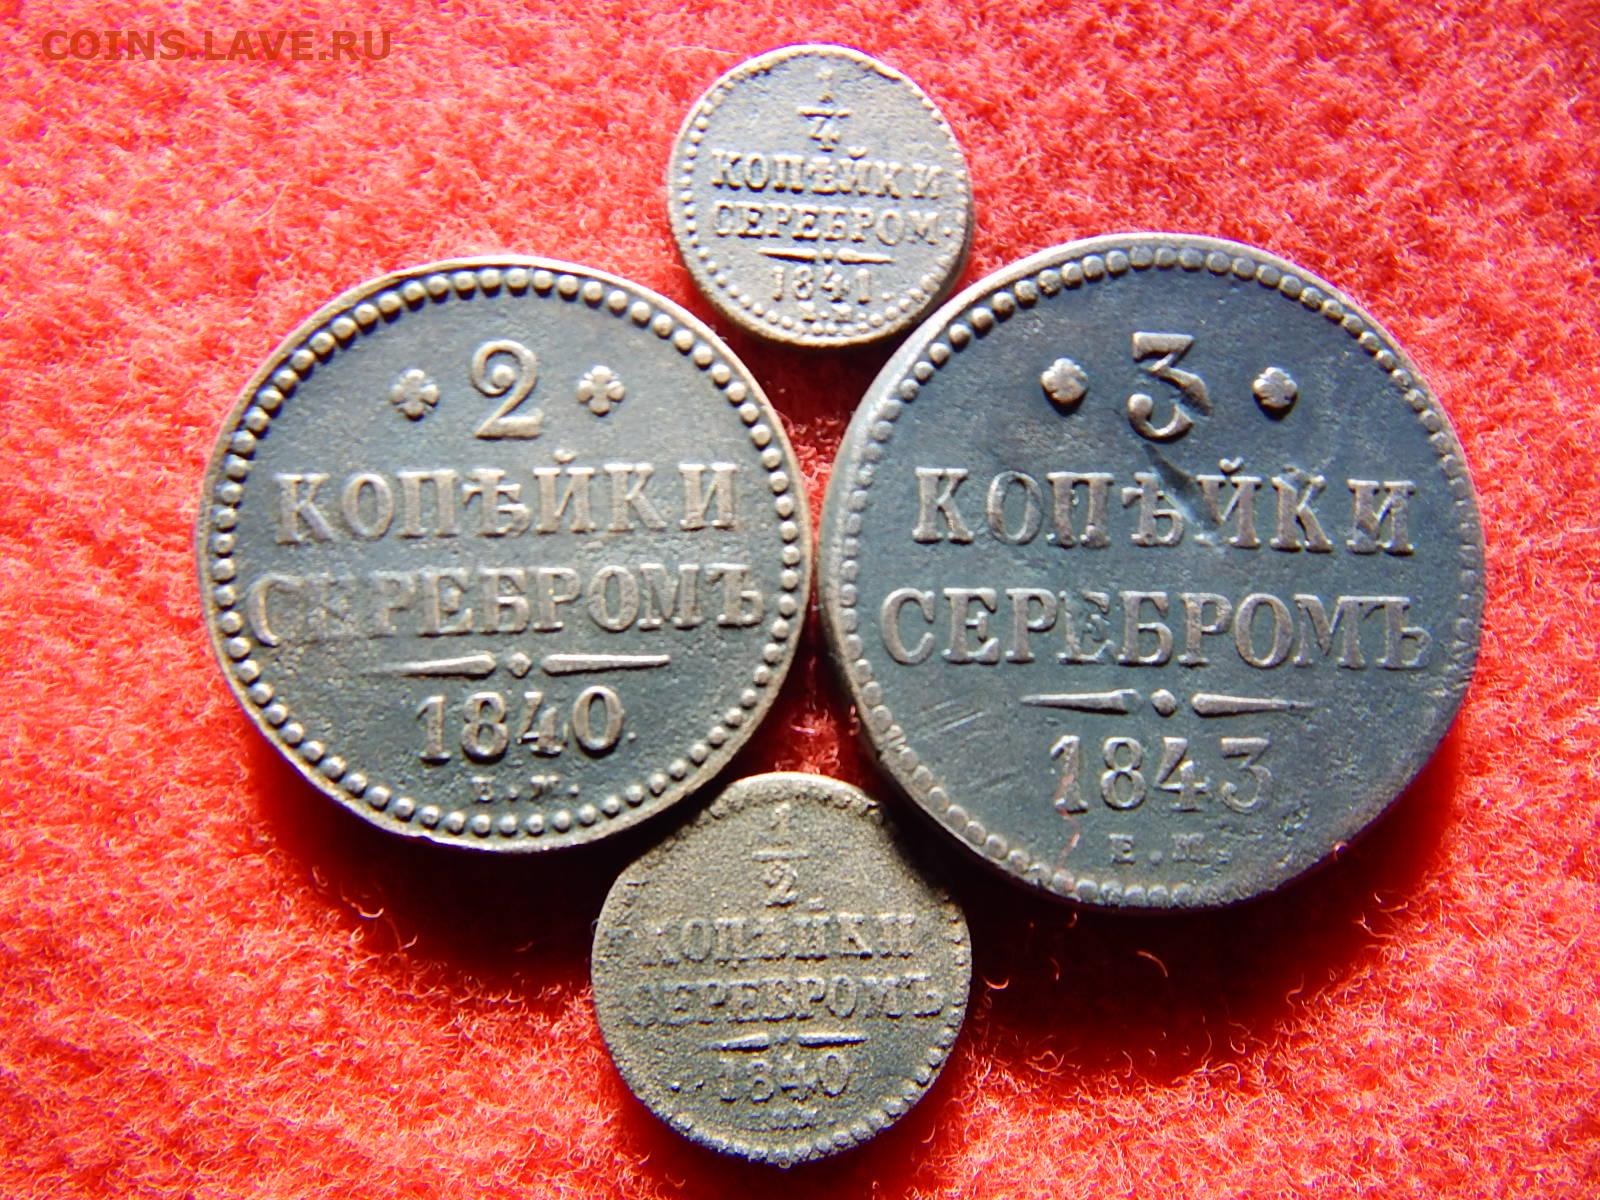 COINS.LAVE.RU
1
4
КОПѢЙКИ
СЕРЕБРОМ.
1841
2
КОПѢЙКИ
СЕРЕБРОМЪ
1840
Е.М.
3
КОПѢЙКИ
СЕРЕБРОМЪ
1843
Е.М.
1
2
КОПѢЙКИ
СЕРЕБРОМЪ
1840